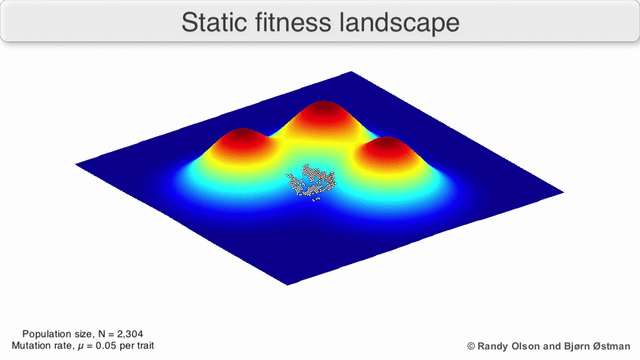 Static fitness landscape
Population size, N = 2,304
Mutation rate, μ = 0.05 per trait
© Randy Olson and Bjørn Østman